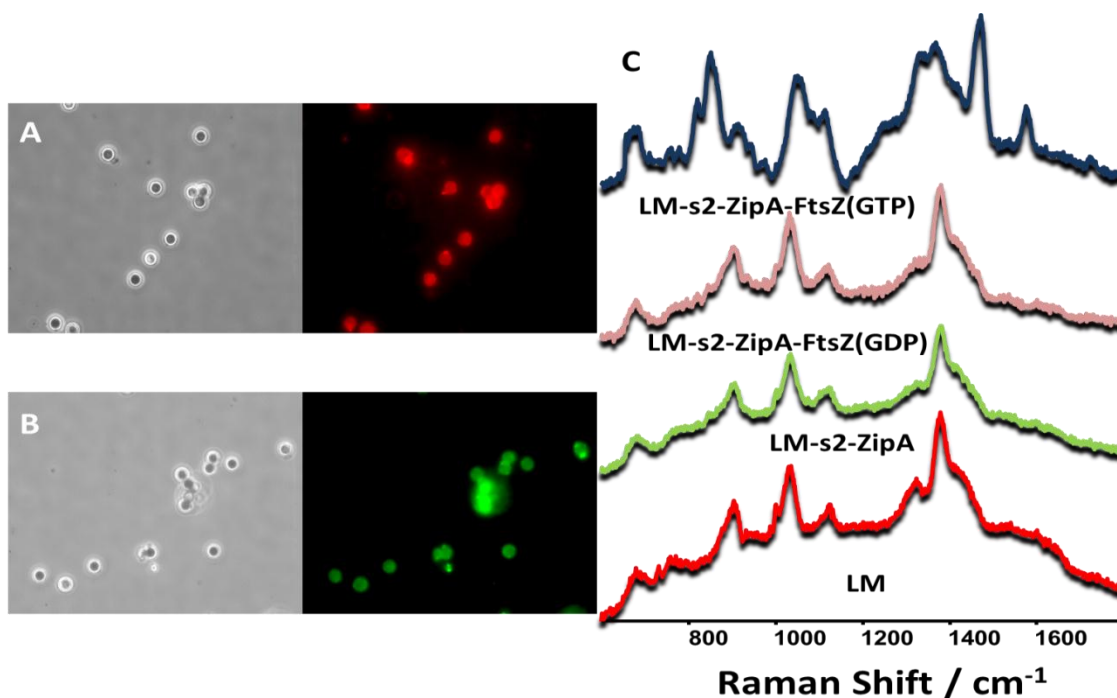 A
B
C
LM-s2-ZipA-FtsZ(GTP)
LM-s2-ZipA-FtsZ(GDP)
LM-s2-ZipA
LM
800 1000 1200 1400 1600
Raman Shift / cm⁻¹